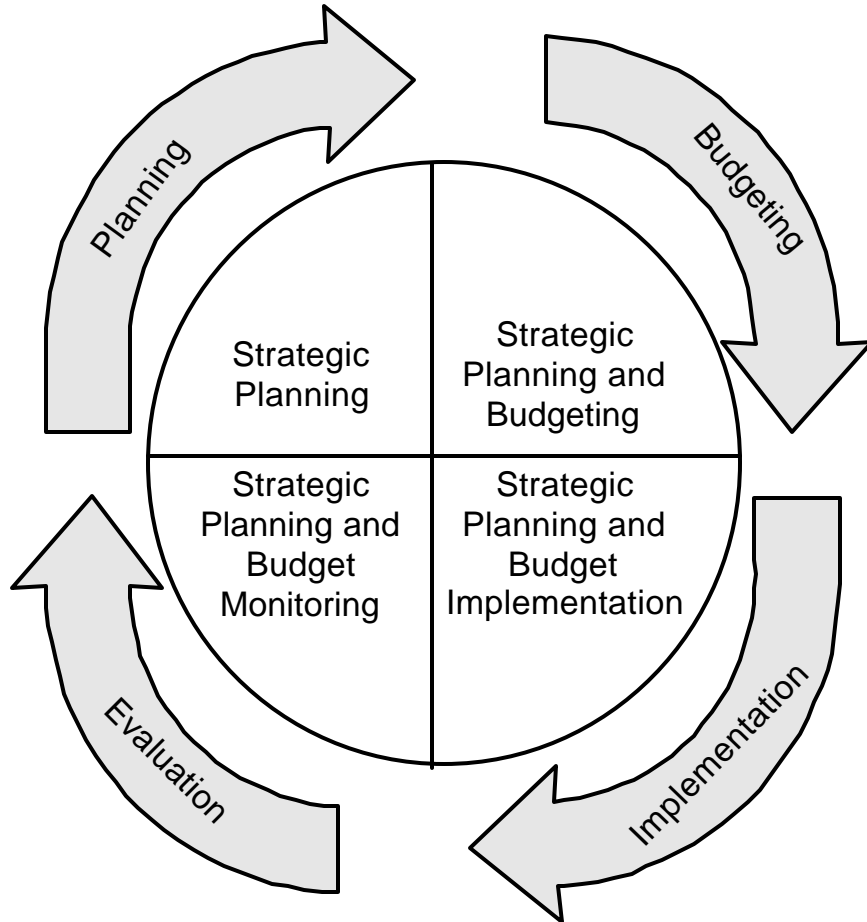 Planning
Budgeting
Strategic
Planning
Strategic
Planning and
Budgeting
Strategic
Planning and
Budget
Monitoring
Strategic
Planning and
Budget
Implementation
Evaluation
Implementation